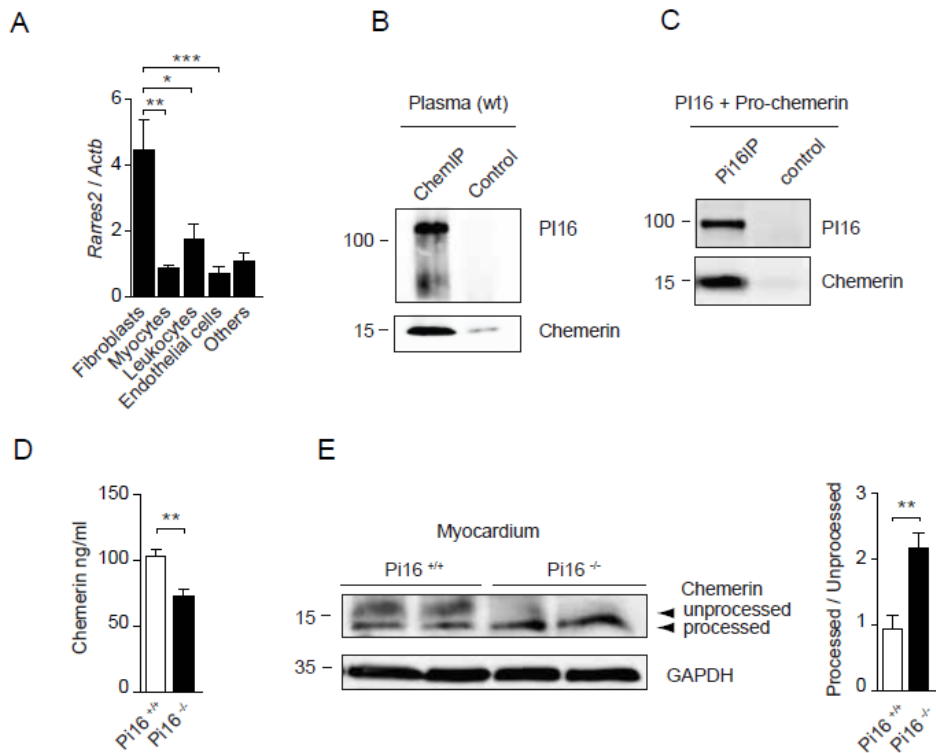 A
***
*
**
6
4
2
0
Rarres2 / Actb
Fibroblasts
Myocytes
Leukocytes
Endothelial cells
Others
B
Plasma (wt)
ChemIP
Control
100
PI16
15
Chemerin
C
PI16 + Pro-chemerin
Pi16IP
control
100
PI16
15
Chemerin
D
150
100
50
0
Chemerin ng/ml
**
Pi16 +/+
Pi16 -/-
E
Myocardium
Pi16 +/+
Pi16 -/-
Chemerin
15
unprocessed
processed
35
GAPDH
3
2
1
0
Processed / Unprocessed
**
Pi16 +/+
Pi16 -/-